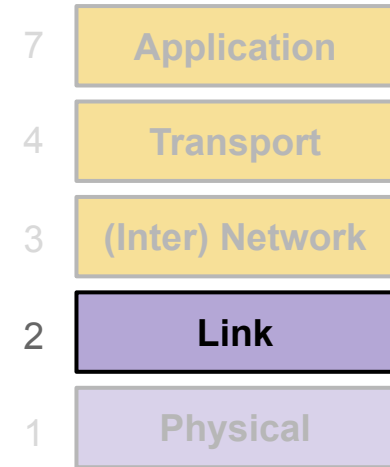 7 Application
4 Transport
3 (Inter) Network
2 Link
1 Physical